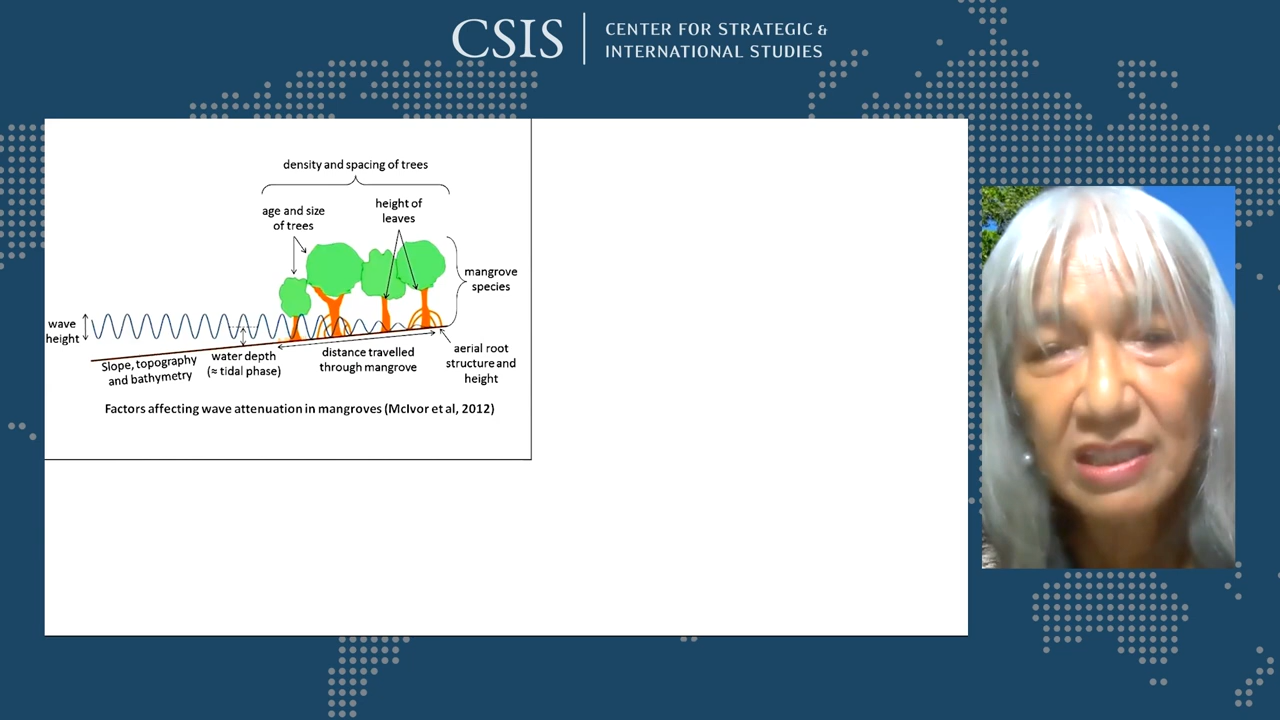 CSIS
CENTER FOR STRATEGIC &
INTERNATIONAL STUDIES
density and spacing of trees
age and size
of trees
height of
leaves
mangrove
species
wave
height
Slope, topography
and bathymetry
water depth
(≈ tidal phase)
distance travelled
through mangrove
aerial root
structure and
height
Factors affecting wave attenuation in mangroves (McIvor et al, 2012)